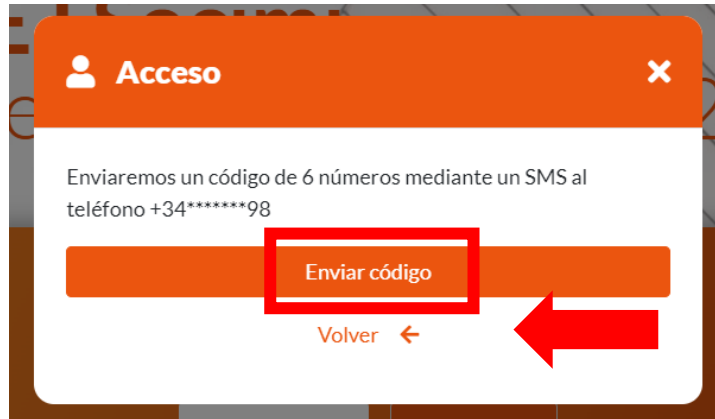 Acceso
Enviaremos un código de 6 números mediante un SMS al
teléfono +34*******98
Enviar código
Volver